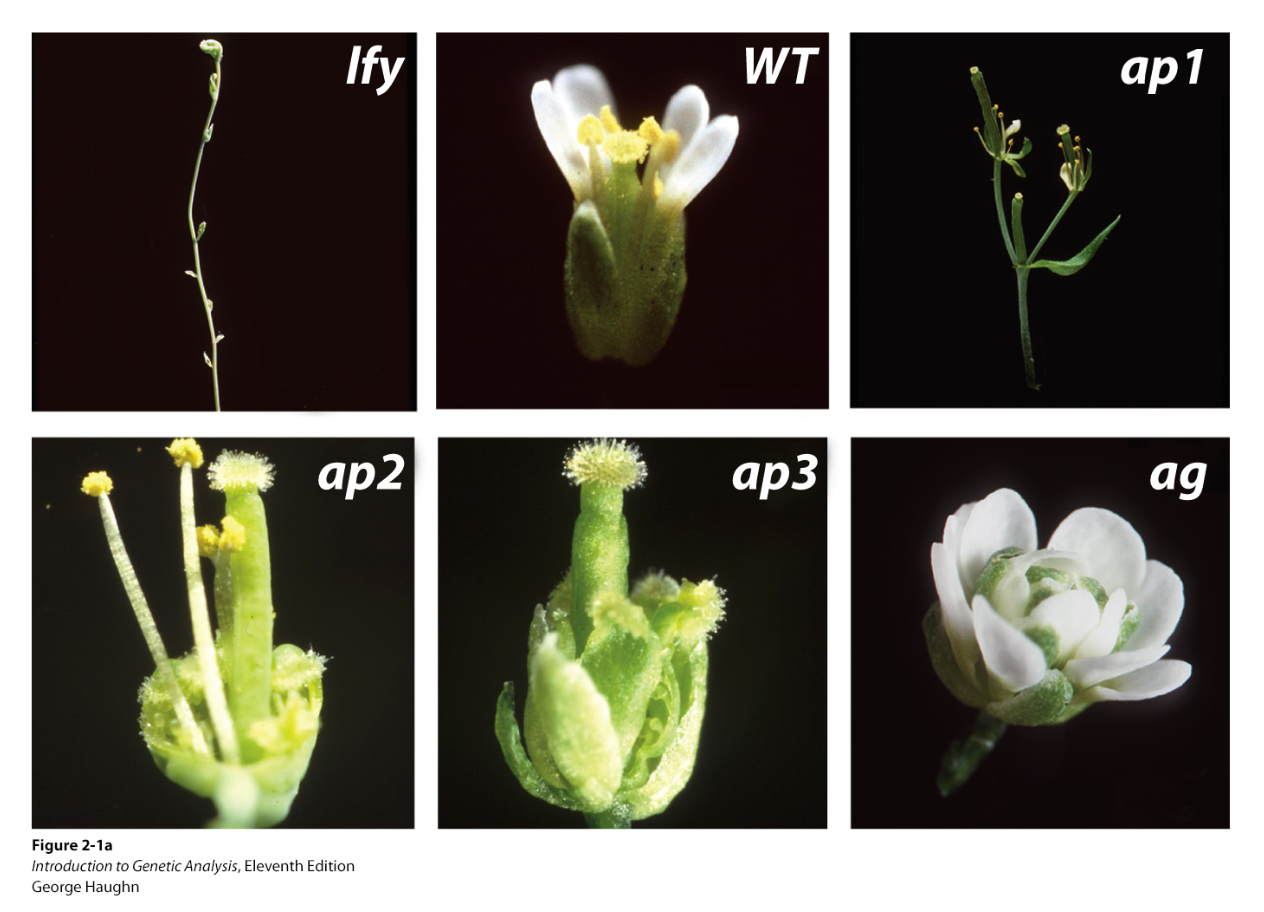 lfy
WT
ap1
ap2
ap3
ag
Figure 2-1a
Introduction to Genetic Analysis, Eleventh Edition
George Haughn